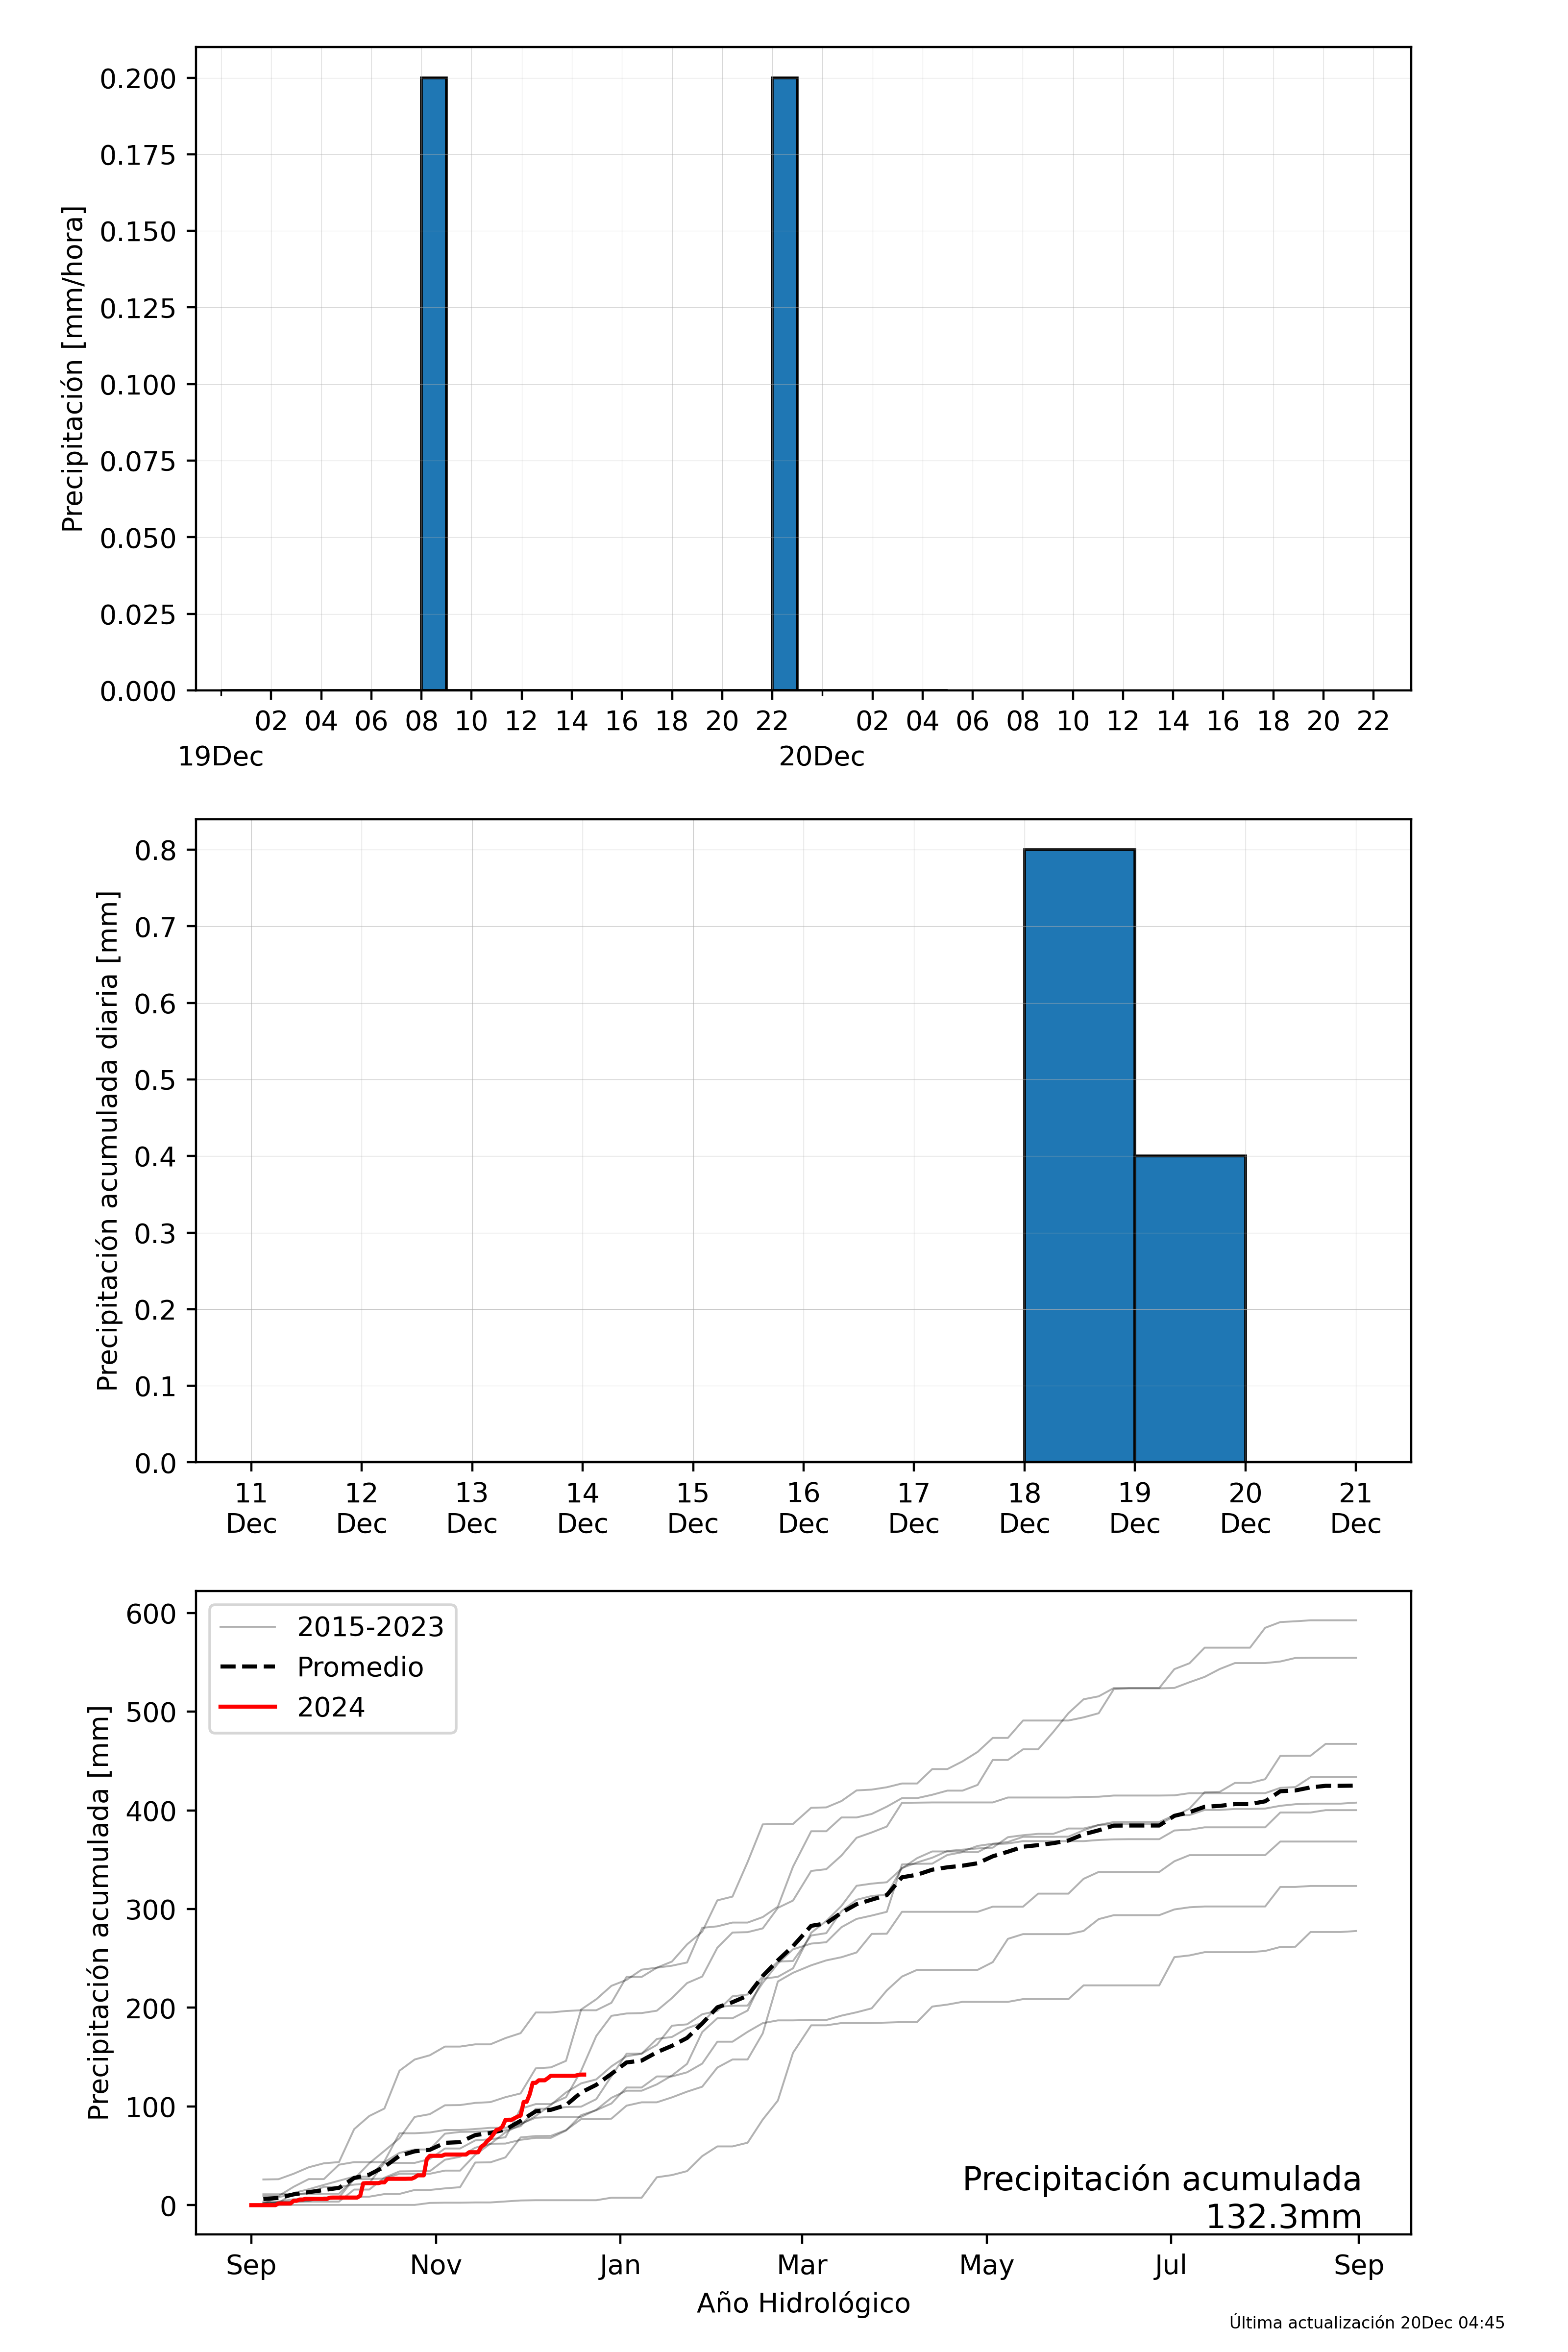 Precipitación [mm/hora]
0.200
0.175
0.150
0.125
0.100
0.075
0.050
0.025
0.000
02 04 06 08 10 12 14 16 18 20 22 02 04 06 08 10 12 14 16 18 20 22
19Dec 20Dec
Precipitación acumulada diaria [mm]
0.8
0.7
0.6
0.5
0.4
0.3
0.2
0.1
0.0
11 12 13 14 15 16 17 18 19 20 21
Dec Dec Dec Dec Dec Dec Dec Dec Dec Dec Dec
Precipitación acumulada [mm]
600
500
400
300
200
100
0
2015-2023
Promedio
2024
Precipitación acumulada
132.3mm
Sep Nov Jan Mar May Jul Sep
Año Hidrológico
Última actualización 20Dec 04:45